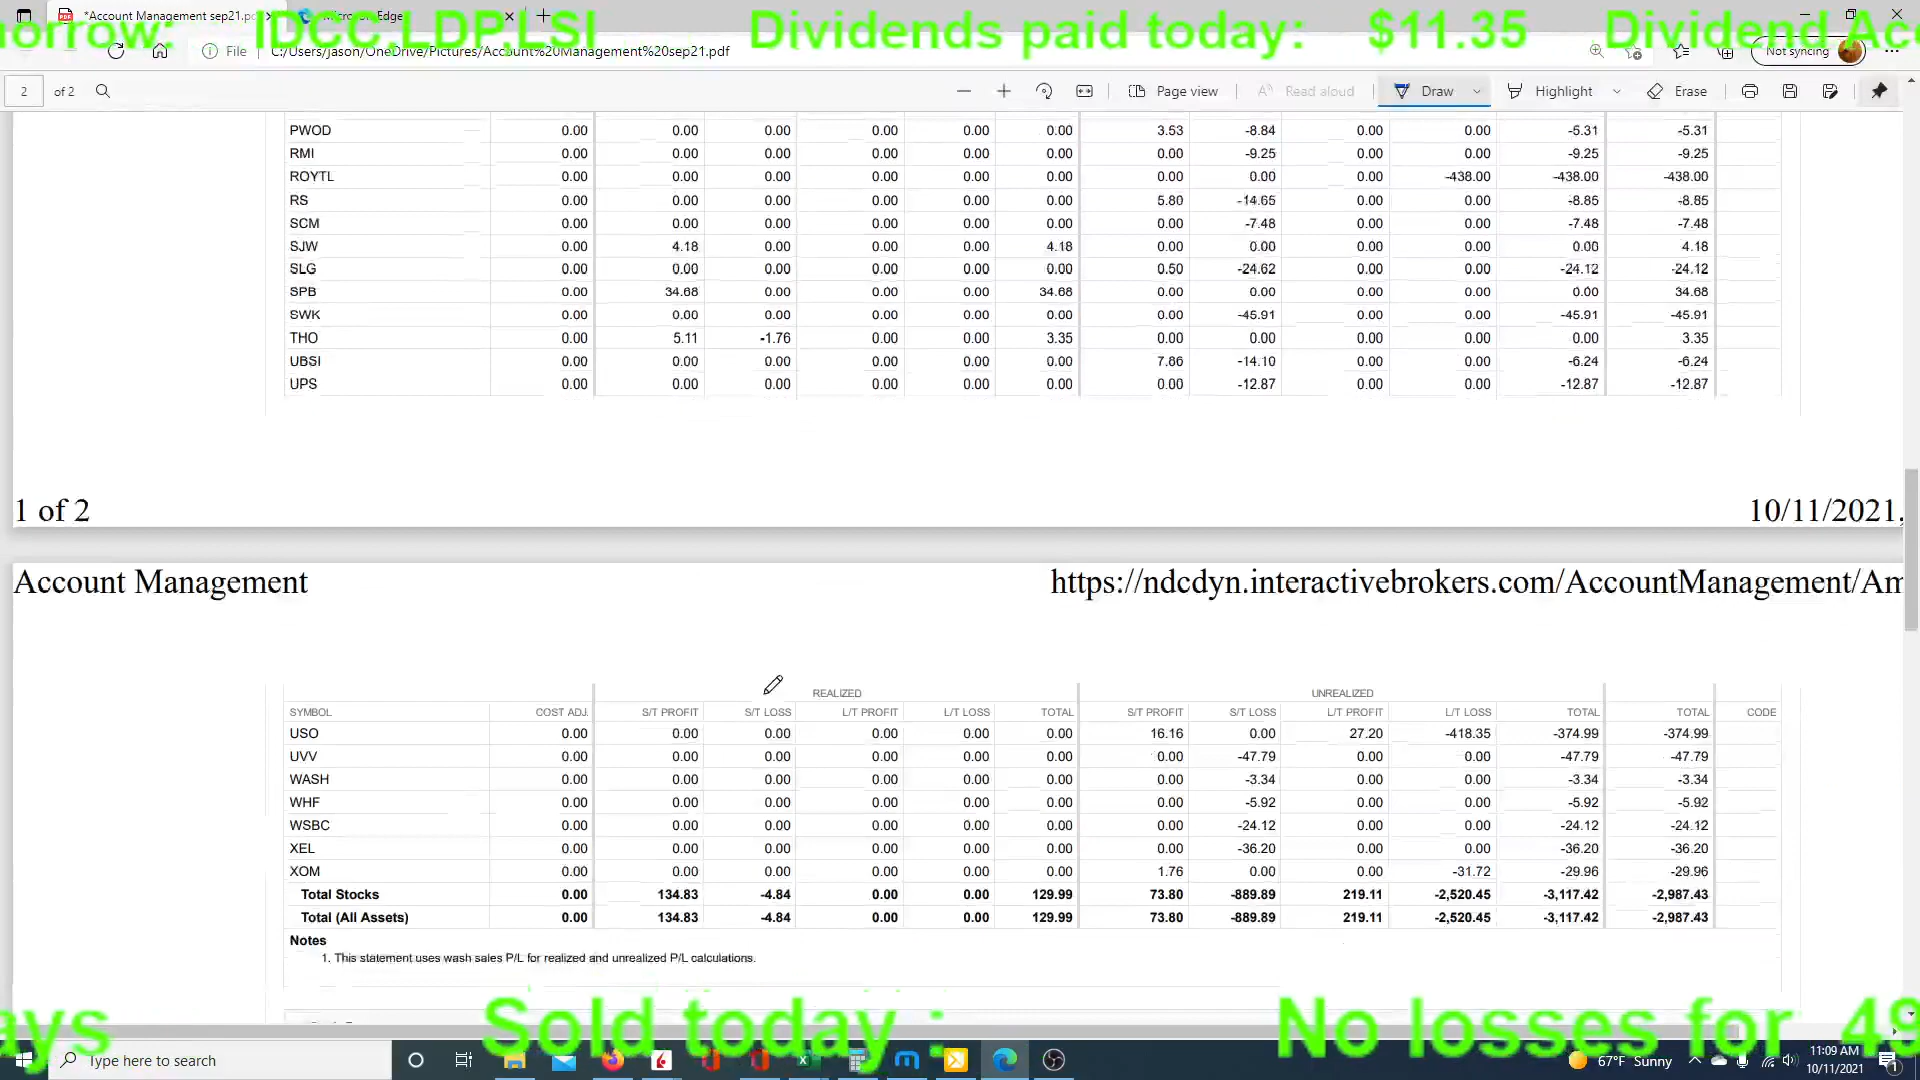 *Account Management sep21.p
Microsoft Edge
norrow: IDCC,LDP,LSI Dividends paid today: $11.35 Dividend Acc
File C:/Users/jason/OneDrive/Pictures/Account%20Management%20sep21.pdf Not syncing
2 of 2 Page view Read aloud Draw Highlight Erase
PWOD 0.00 0.00 0.00 0.00 0.00 0.00 3.53 -8.84 0.00 0.00 -5.31 -5.31
RMI 0.00 0.00 0.00 0.00 0.00 0.00 0.00 -9.25 0.00 0.00 -9.25 -9.25
ROYTL 0.00 0.00 0.00 0.00 0.00 0.00 0.00 0.00 0.00 -438.00 -438.00 -438.00
RS 0.00 0.00 0.00 0.00 0.00 0.00 5.80 -14.65 0.00 0.00 -8.85 -8.85
SCM 0.00 0.00 0.00 0.00 0.00 0.00 0.00 -7.48 0.00 0.00 -7.48 -7.48
SJW 0.00 4.18 0.00 0.00 0.00 4.18 0.00 0.00 0.00 0.00 0.00 4.18
SLG 0.00 0.00 0.00 0.00 0.00 0.00 0.50 -24.62 0.00 0.00 -24.12 -24.12
SPB 0.00 34.68 0.00 0.00 0.00 34.68 0.00 0.00 0.00 0.00 0.00 34.68
SWK 0.00 0.00 0.00 0.00 0.00 0.00 0.00 -45.91 0.00 0.00 -45.91 -45.91
THO 0.00 5.11 -1.76 0.00 0.00 3.35 0.00 0.00 0.00 0.00 0.00 3.35
UBSI 0.00 0.00 0.00 0.00 0.00 0.00 7.86 -14.10 0.00 0.00 -6.24 -6.24
UPS 0.00 0.00 0.00 0.00 0.00 0.00 0.00 -12.87 0.00 0.00 -12.87 -12.87
1 of 2 10/11/2021,
Account Management https://ndcdyn.interactivebrokers.com/AccountManagement/Am
REALIZED UNREALIZED
SYMBOL COST ADJ. S/T PROFIT S/T LOSS L/T PROFIT L/T LOSS TOTAL S/T PROFIT S/T LOSS L/T PROFIT L/T LOSS TOTAL TOTAL CODE
USO 0.00 0.00 0.00 0.00 0.00 0.00 16.16 0.00 27.20 -418.35 -374.99 -374.99
UVV 0.00 0.00 0.00 0.00 0.00 0.00 0.00 -47.79 0.00 0.00 -47.79 -47.79
WASH 0.00 0.00 0.00 0.00 0.00 0.00 0.00 -3.34 0.00 0.00 -3.34 -3.34
WHF 0.00 0.00 0.00 0.00 0.00 0.00 0.00 -5.92 0.00 0.00 -5.92 -5.92
WSBC 0.00 0.00 0.00 0.00 0.00 0.00 0.00 -24.12 0.00 0.00 -24.12 -24.12
XEL 0.00 0.00 0.00 0.00 0.00 0.00 0.00 -36.20 0.00 0.00 -36.20 -36.20
XOM 0.00 0.00 0.00 0.00 0.00 0.00 1.76 0.00 0.00 -31.72 -29.96 -29.96
Total Stocks 0.00 134.83 -4.84 0.00 0.00 129.99 73.80 -889.89 219.11 -2,520.45 -3,117.42 -2,987.43
Total (All Assets) 0.00 134.83 -4.84 0.00 0.00 129.99 73.80 -889.89 219.11 -2,520.45 -3,117.42 -2,987.43
Notes
1. This statement uses wash sales P/L for realized and unrealized P/L calculations.
ays Sold today : No losses for 49
Type here to search 67°F Sunny 11:09 AM
10/11/2021